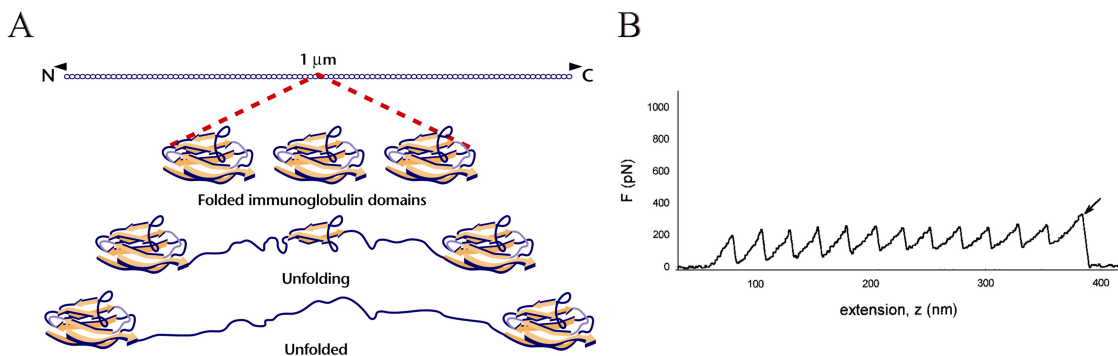 A
1 μm
N
C
Folded immunoglobulin domains
Unfolding
Unfolded
B
1000
800
600
400
200
0
F (pN)
100
200
300
400
extension, z (nm)